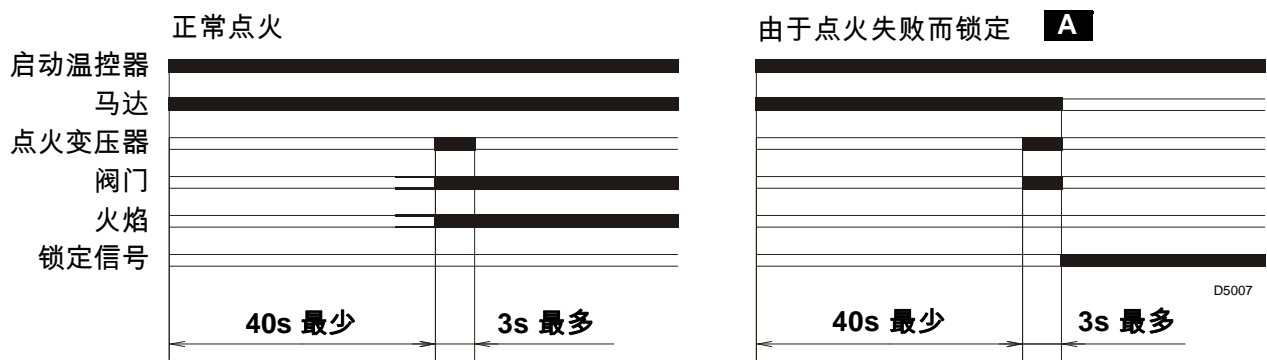 正常点火
由于点火失败而锁定 A
启动温控器
马达
点火变压器
阀门
火焰
锁定信号
D5007
40s 最少 3s 最多
40s 最少 3s 最多